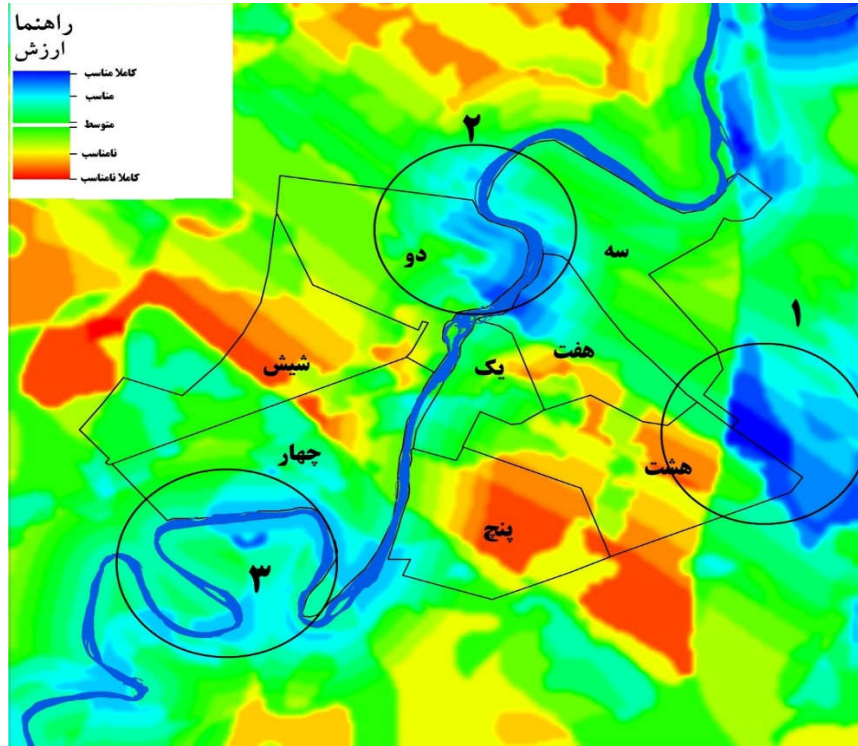 راهنما
ارزش
کاملا مناسب
مناسب
متوسط
نامناسب
کاملا نامناسب
۲
سه
دو
۱
هفت
یک
شیش
هشت
چهار
پنچ
۳